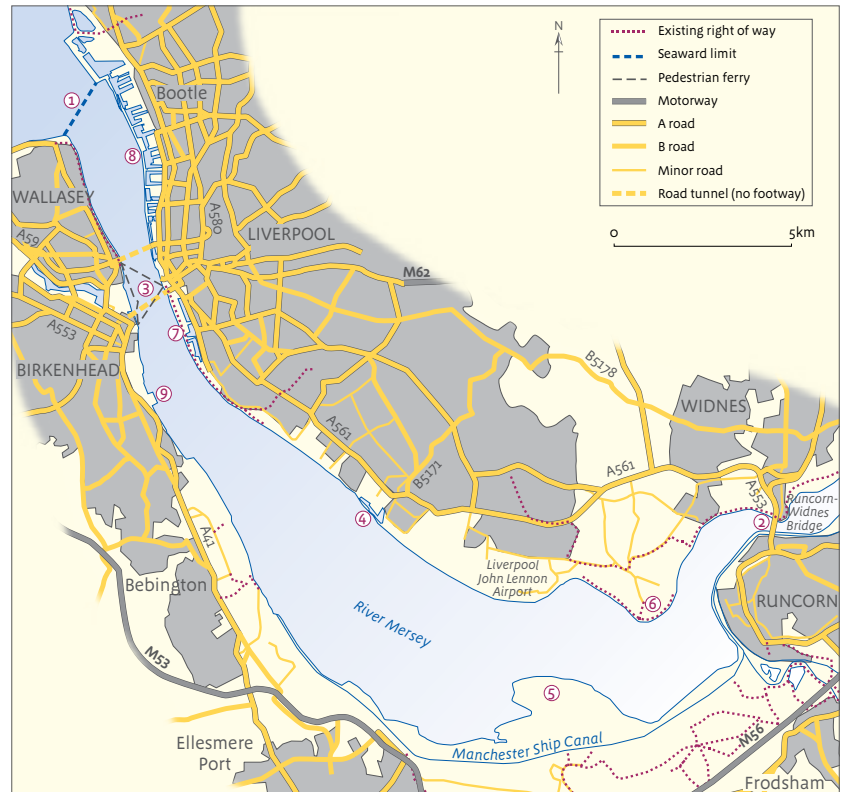 N
Existing right of way
Seaward limit
Pedestrian ferry
Motorway
A road
B road
Minor road
Road tunnel (no footway)
0 5km
1
Bootle
8
WALLASEY
A580
A59
LIVERPOOL
M62
3
A553
7
BIRKENHEAD
B5178
9
WIDNES
A561
B5171
A561
A553
Runcorn-
Widnes
Bridge
4
2
A41
Liverpool
John Lennon
Airport
Bebington
6
RUNCORN
River Mersey
M53
5
Ellesmere
Port
Manchester Ship Canal
M56
Frodsham